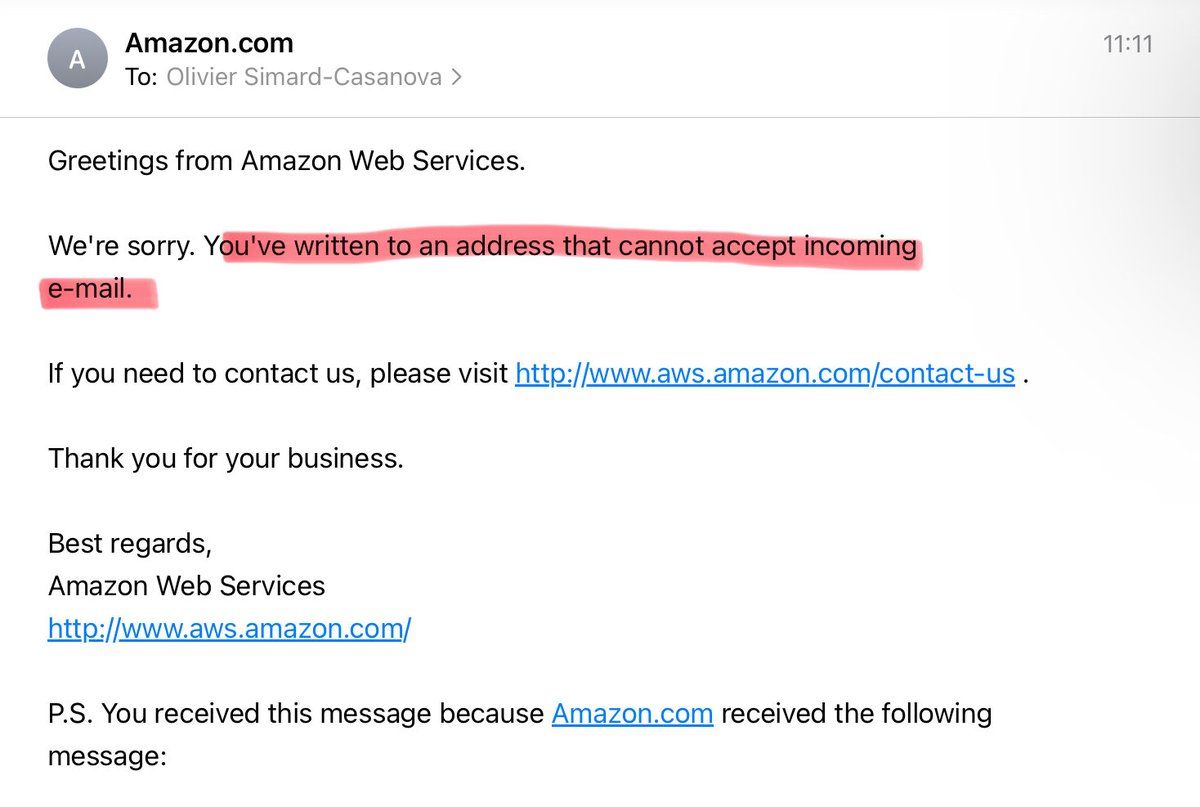 A
Amazon.com
11:11
To: Olivier Simard-Casanova >
Greetings from Amazon Web Services.
We're sorry. You've written to an address that cannot accept incoming
e-mail.
If you need to contact us, please visit http://www.aws.amazon.com/contact-us .
Thank you for your business.
Best regards,
Amazon Web Services
http://www.aws.amazon.com/
P.S. You received this message because Amazon.com received the following
message: